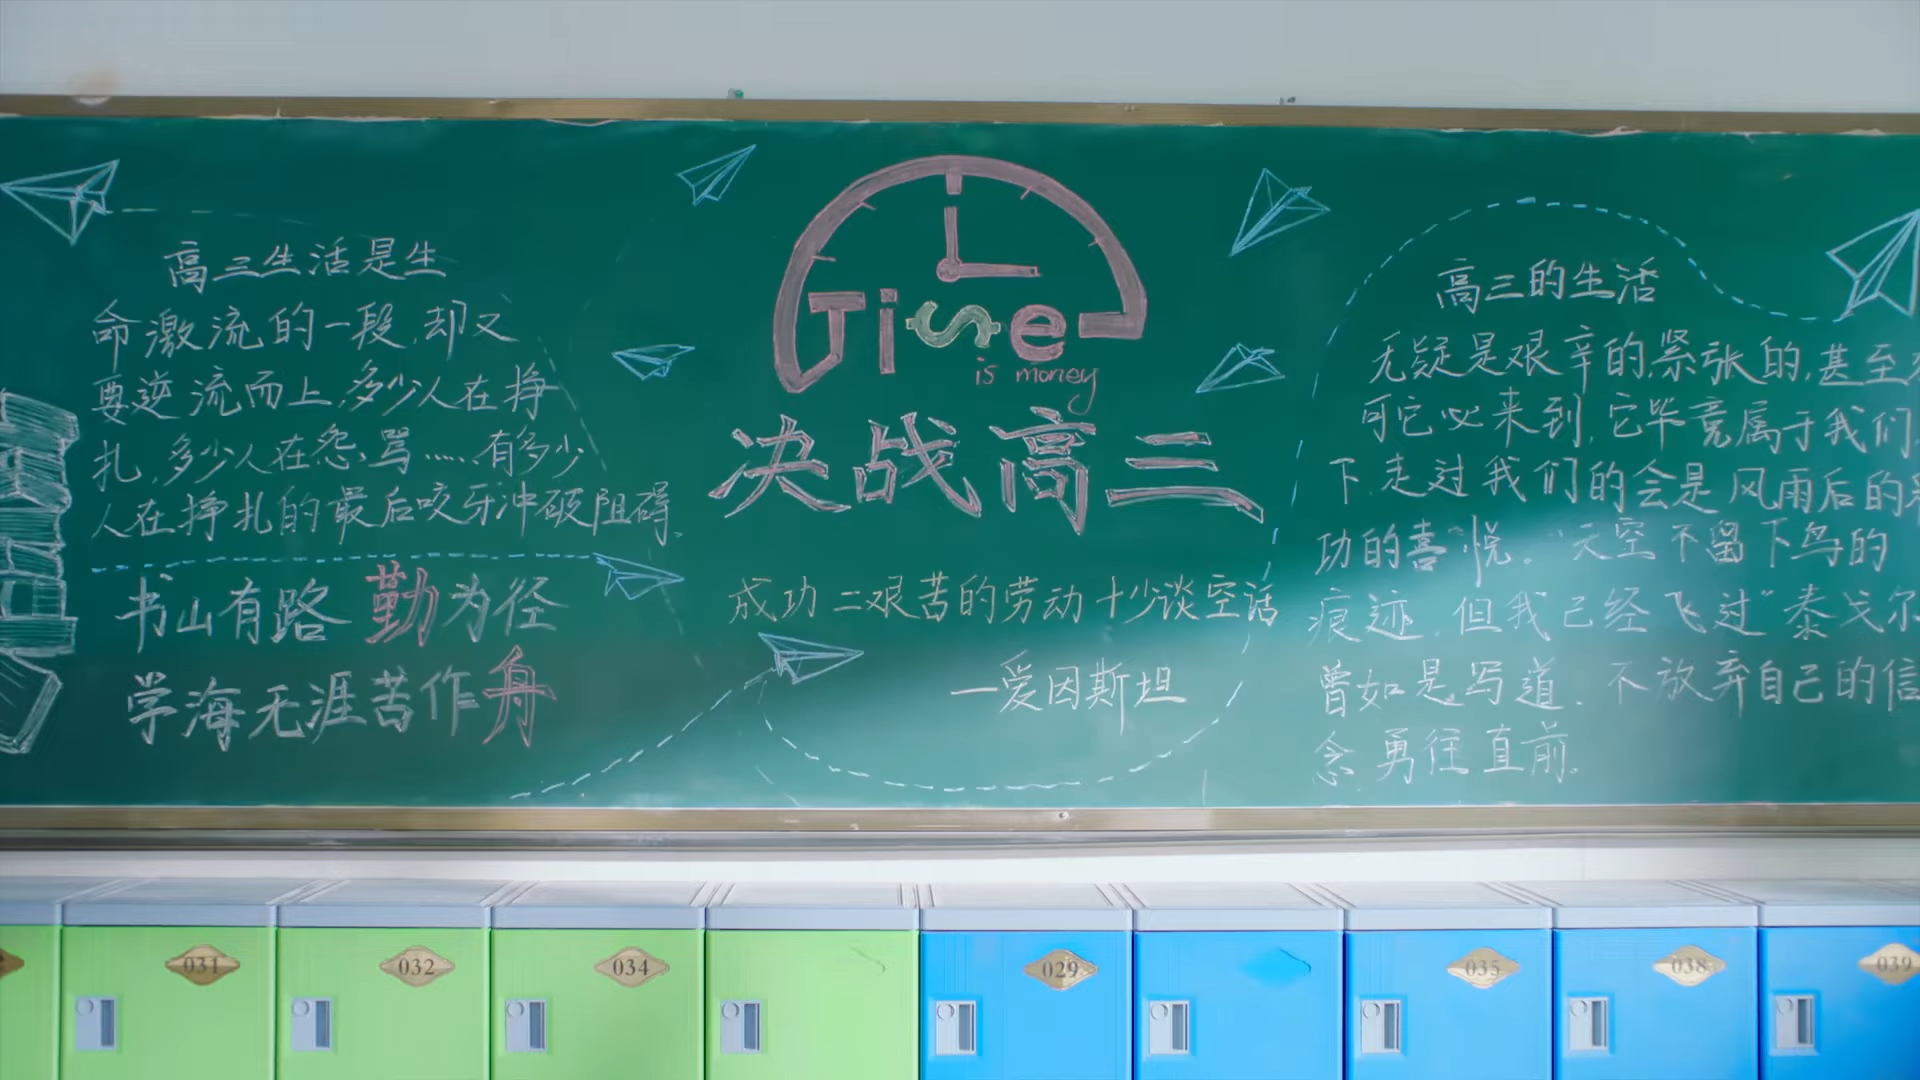 高三生活是生
命激流的一段,却又
要逆流而上,多少人在挣
扎,多少人在怨骂……有多少
人在挣扎的最后咬牙冲破阻碍.
书山有路勤为径
学海无涯苦作舟
Ti$e
is money
决战高三
成功二艰苦的劳动十少谈空话
一爱因斯坦
高三的生活
无疑是艰辛的,紧张的,甚至
可它必来到,它毕竟属于我们,
下.走过我们的会是风雨后的
功的喜悦。“天空不留下鸟的
痕迹,但我已经飞过”泰戈尔
曾如是写道.不放弃自己的信
念.勇往直前.
031
032
034
029
035
038
039